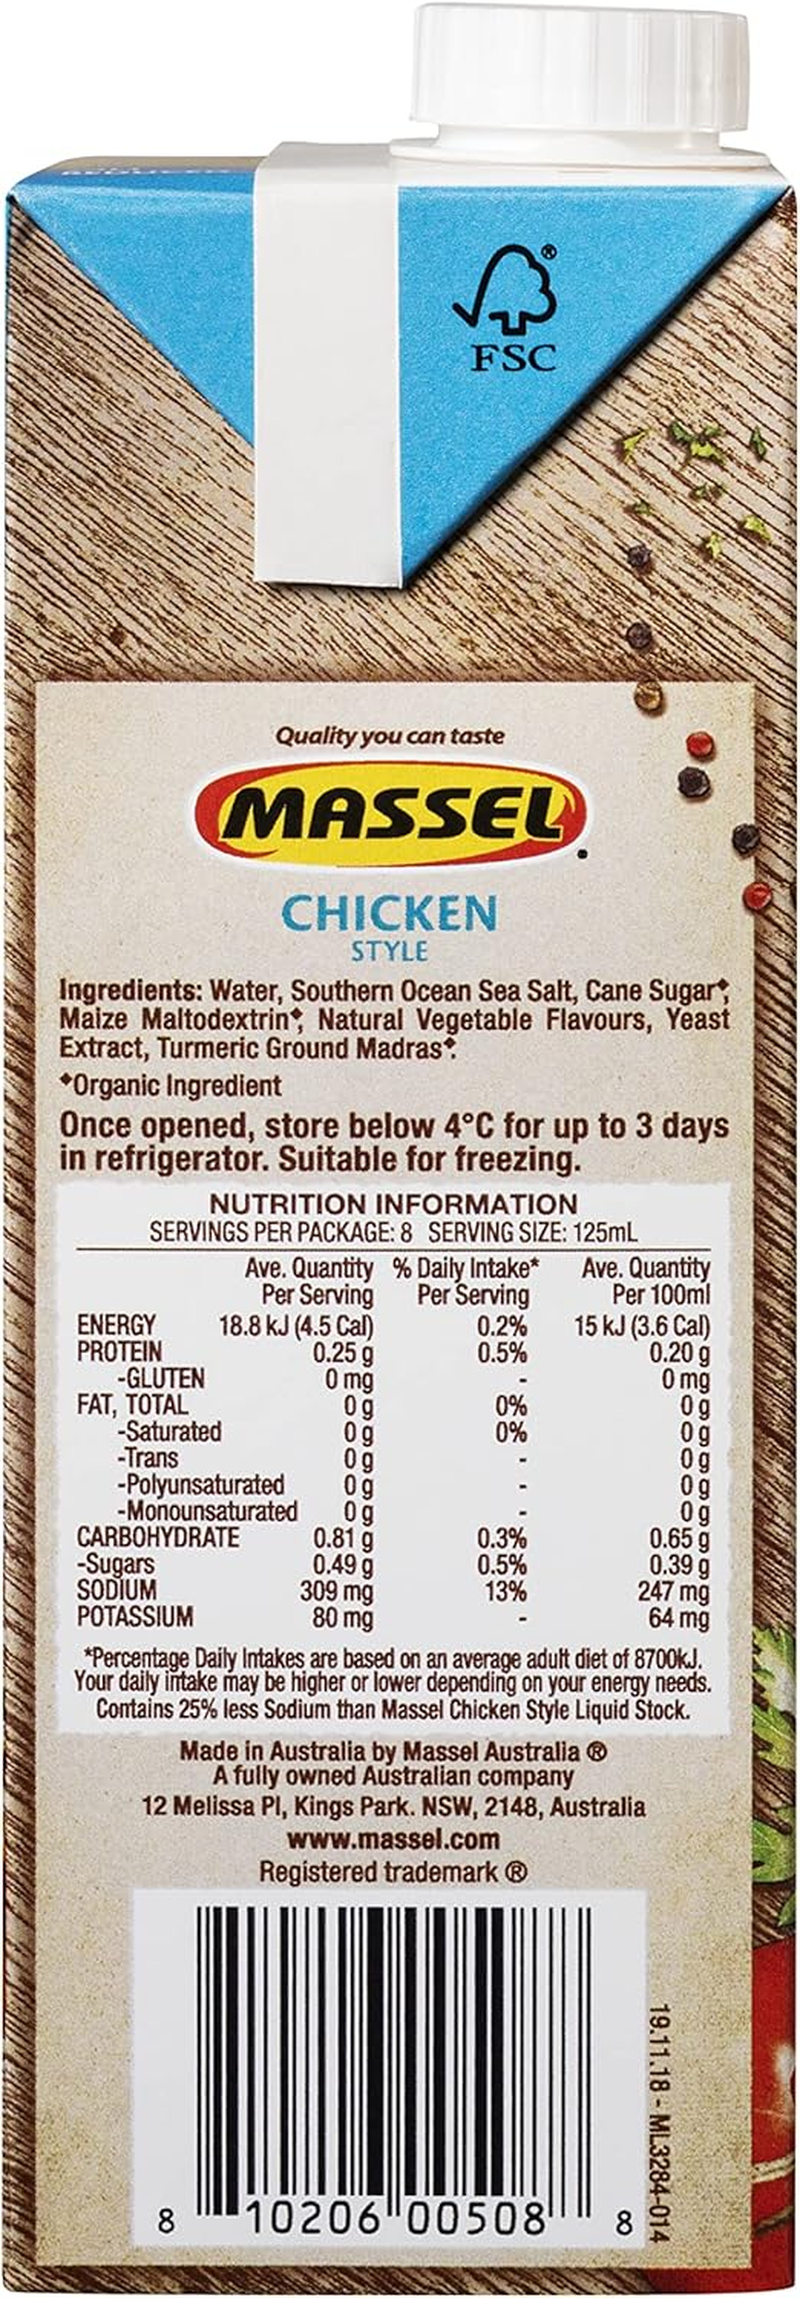 FSC
Quality you can taste
MASSEL
CHICKEN
STYLE
Ingredients: Water, Southern Ocean Sea Salt, Cane Sugar◆,
Maize Maltodextrin◆, Natural Vegetable Flavours, Yeast
Extract, Turmeric Ground Madras◆.
◆Organic Ingredient
Once opened, store below 4°C for up to 3 days
in refrigerator. Suitable for freezing.
NUTRITION INFORMATION
SERVINGS PER PACKAGE: 8 SERVING SIZE: 125mL
Ave. Quantity % Daily Intake* Ave. Quantity
Per Serving Per Serving Per 100ml
ENERGY 18.8 kJ (4.5 Cal) 0.2% 15 kJ (3.6 Cal)
PROTEIN 0.25 g 0.5% 0.20 g
-GLUTEN 0 mg - 0 mg
FAT, TOTAL 0 g 0% 0 g
-Saturated 0 g 0% 0 g
-Trans 0 g - 0 g
-Polyunsaturated 0 g - 0 g
-Monounsaturated 0 g - 0 g
CARBOHYDRATE 0.81 g 0.3% 0.65 g
-Sugars 0.49 g 0.5% 0.39 g
SODIUM 309 mg 13% 247 mg
POTASSIUM 80 mg - 64 mg
*Percentage Daily Intakes are based on an average adult diet of 8700kJ.
Your daily intake may be higher or lower depending on your energy needs.
Contains 25% less Sodium than Massel Chicken Style Liquid Stock.
Made in Australia by Massel Australia ®
A fully owned Australian company
12 Melissa Pl, Kings Park. NSW, 2148, Australia
www.massel.com
Registered trademark ®
8 10206 00508 8
19.11.18 - ML3284-014